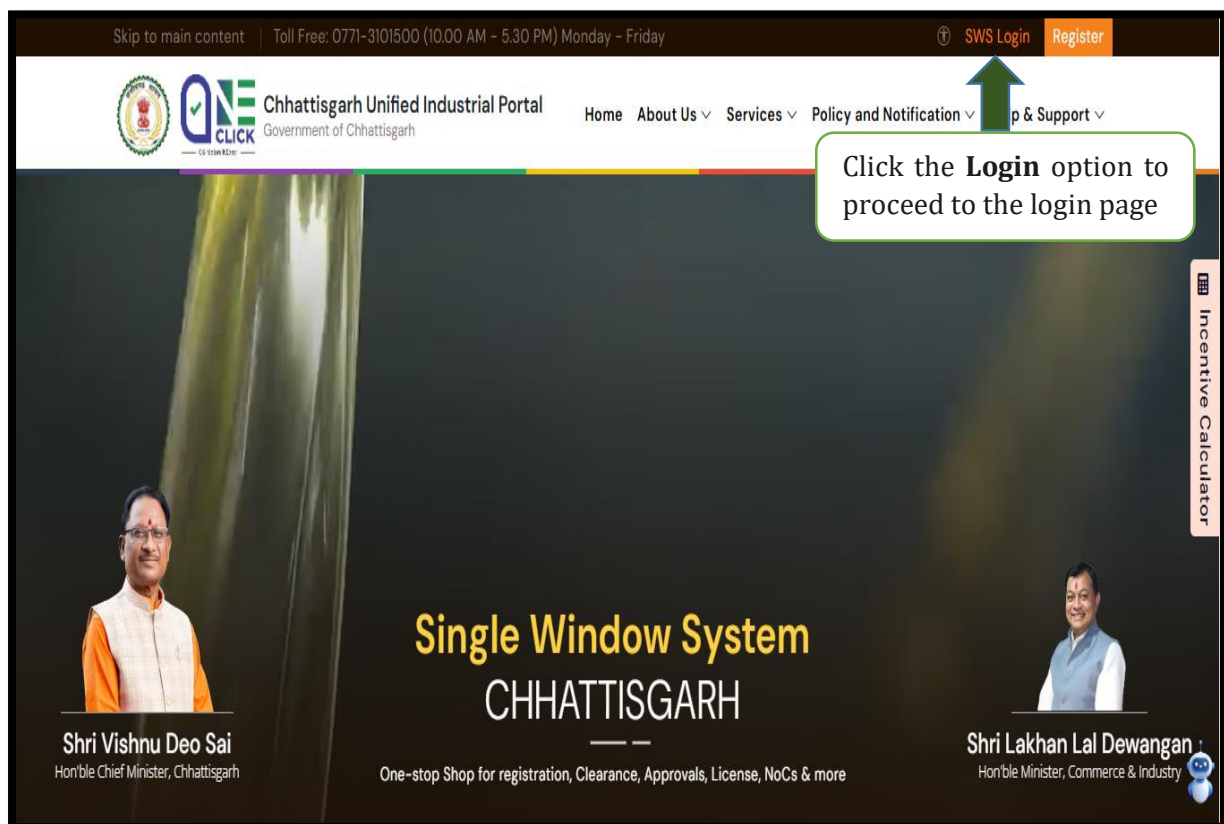 Skip to main content | Toll Free: 0771-3101500 (10.00 AM - 5.30 PM) Monday - Friday
SWS Login
Register
ONE
CLICK
Chhattisgarh Unified Industrial Portal
Government of Chhattisgarh
Home About Us Services Policy and Notification p & Support
Click the Login option to
proceed to the login page
Incentive Calculator
Single Window System
CHHATTISGARH
One-stop Shop for registration, Clearance, Approvals, License, NoCs & more
Shri Vishnu Deo Sai
Hon'ble Chief Minister, Chhattisgarh
Shri Lakhan Lal Dewangan
Hon'ble Minister, Commerce & Industry